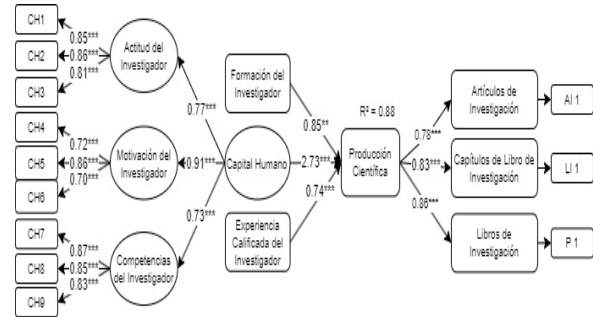 CH1
0.85***
CH2
0.86***
CH3
0.81***
Actitud del
Investigador
CH4
0.72***
CH5
0.86***
CH6
0.70***
Motivación del
Investigador
CH7
0.87***
CH8
0.85***
CH9
0.83***
Competencias
del Investigador
0.77***
0.91***
0.73***
Capital Humano
Formación del
Investigador
Experiencia
Calificada del
Investigador
0.85**
2.73***
0.74***
R² = 0.88
Producción
Científica
0.78***
0.83***
0.86***
Artículos de
Investigación
AI 1
Capítulos de Libro de
Investigación
LI 1
Libros de
Investigación
P 1